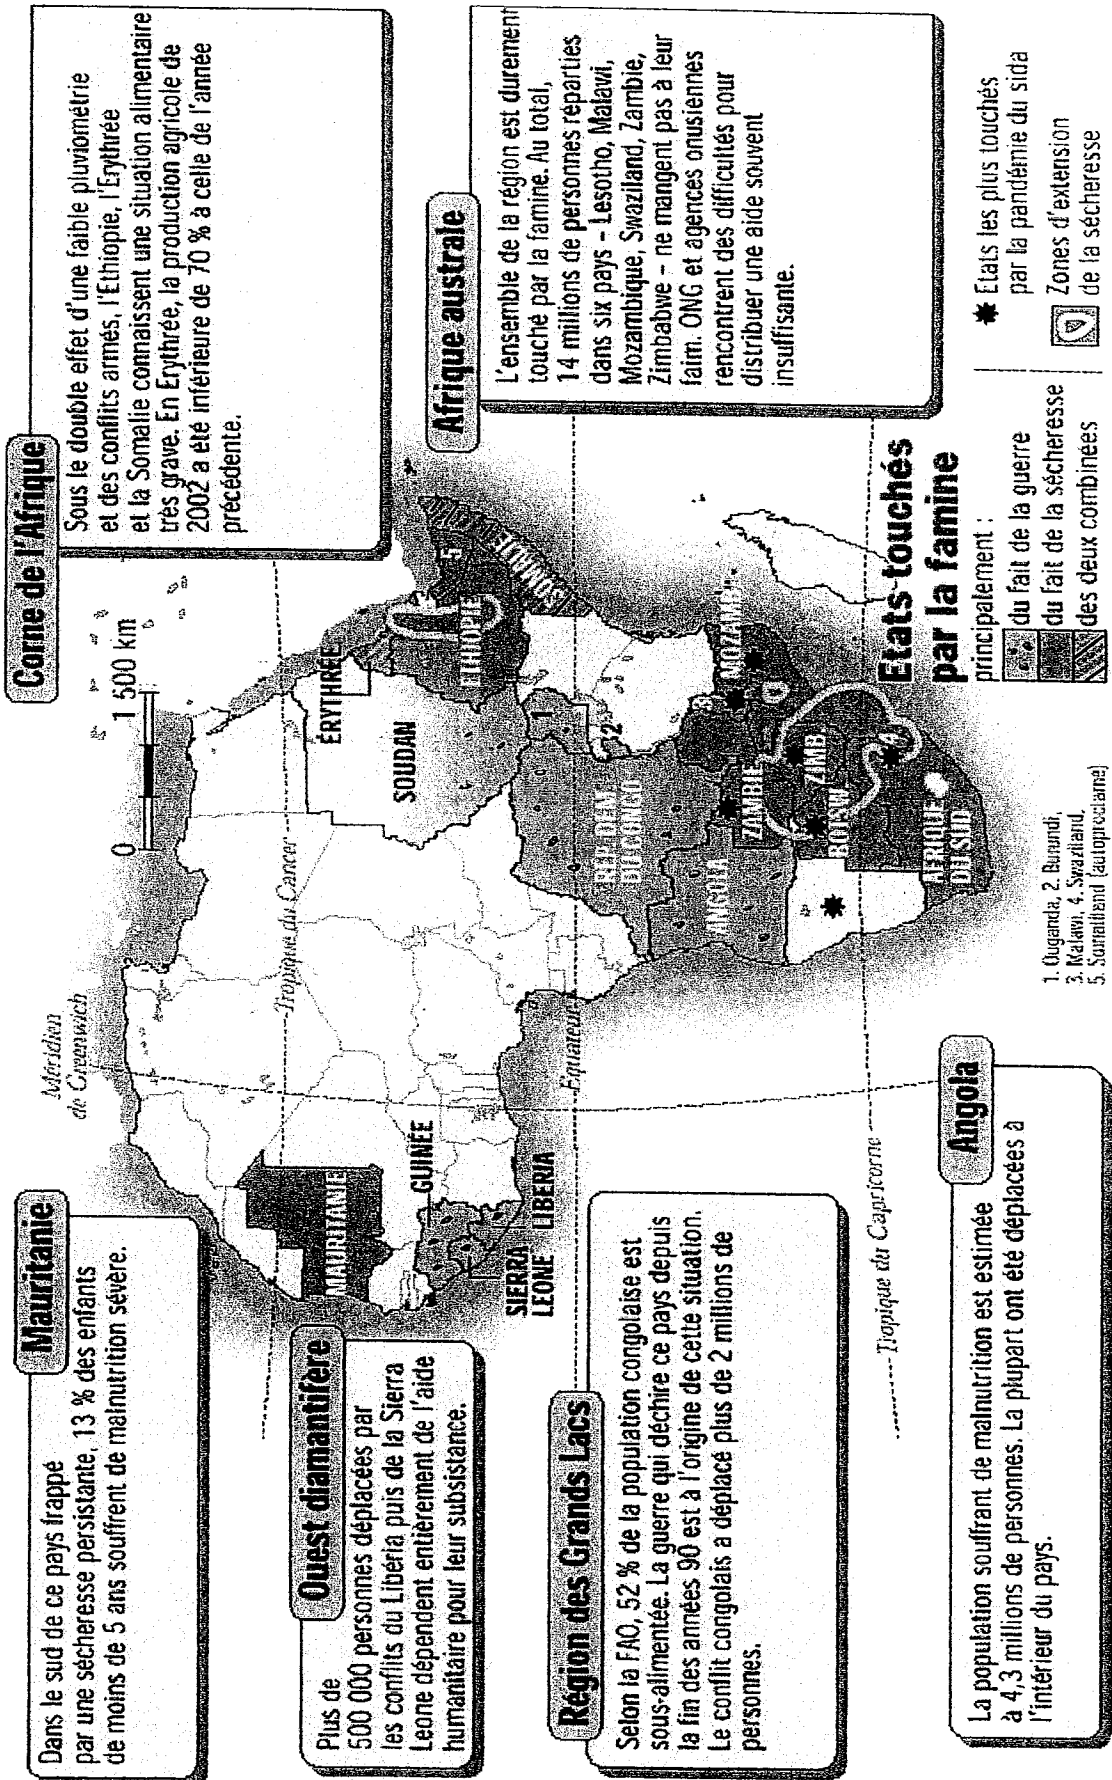 Mauritanie
Dans le sud de ce pays frappé
par une sécheresse persistante, 13 % des enfants
de moins de 5 ans souffrent de malnutrition sévère.
Ouest diamantifère
Plus de
500 000 personnes déplacées par
les conflits du Libéria puis de la Sierra
Leone dépendent entièrement de l'aide
humanitaire pour leur subsistance.
Région des Grands Lacs
Selon la FAO, 52 % de la population congolaise est
sous-alimentée. La guerre qui déchire ce pays depuis
la fin des années 90 est à l'origine de cette situation.
Le conflit congolais a déplacé plus de 2 millions de
personnes.
Angola
La population souffrant de malnutrition est estimée
à 4,3 millions de personnes. La plupart ont été déplacées à
l'intérieur du pays.
Méridien
de Greenwich
0 1 500 km
Tropique du Cancer
Equateur
Tropique du Capricorne
MAURITANIE
GUINÉE
SIERRA
LEONE
LIBERIA
ÉRYTHRÉE
SOUDAN
ETHIOPIE
SOMALIE
5
1
2
RÉP. DÉM.
DU CONGO
ANGOLA
ZAMBIE
3
MOZAMB.
ZIMB.
BOTSW.
4
AFRIQUE
DU SUD
1. Ouganda, 2. Burundi,
3. Malawi, 4. Swaziland,
5. Somaliland (autoproclamé)
Corne de l'Afrique
Sous le double effet d'une faible pluviométrie
et des conflits armés, l'Ethiopie, l'Erythrée
et la Somalie connaissent une situation alimentaire
très grave. En Erythrée, la production agricole de
2002 a été inférieure de 70 % à celle de l'année
précédente.
Afrique australe
L'ensemble de la région est durement
touché par la famine. Au total,
14 millions de personnes réparties
dans six pays – Lesotho, Malawi,
Mozambique, Swaziland, Zambie,
Zimbabwe – ne mangent pas à leur
faim. ONG et agences onusiennes
rencontrent des difficultés pour
distribuer une aide souvent
insuffisante.
Etats touchés
par la famine
principalement :
du fait de la guerre
du fait de la sécheresse
des deux combinées
Etats les plus touchés
par la pandémie du sida
Zones d'extension
de la sécheresse